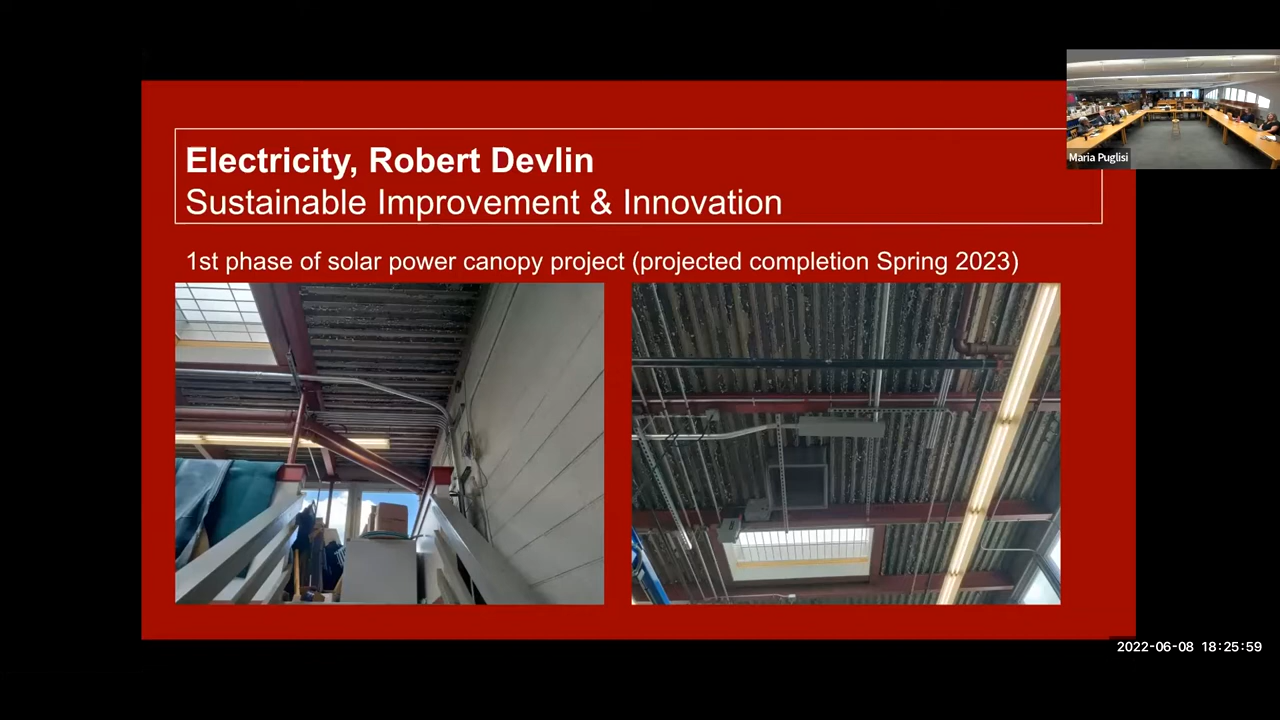 Electricity, Robert Devlin
Sustainable Improvement & Innovation
1st phase of solar power canopy project (projected completion Spring 2023)
Maria Puglisi
2022-06-08 18:25:59